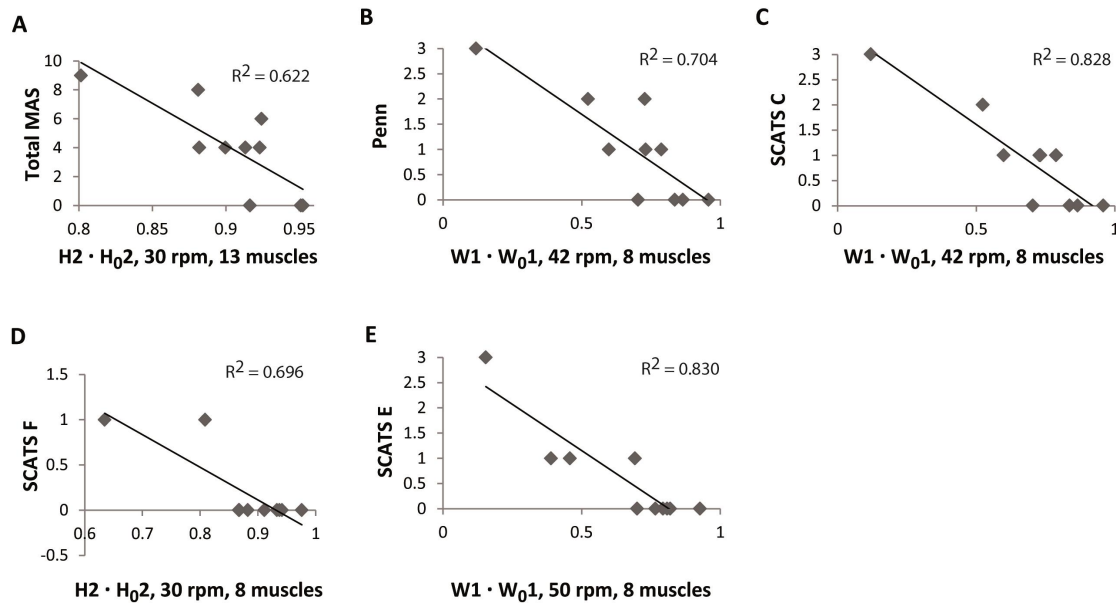 A
Total MAS
10
8
6
4
2
0
0.8
0.85
0.9
0.95
R2 = 0.622
H2 · H02, 30 rpm, 13 muscles
B
Penn
3
2.5
2
1.5
1
0.5
0
0
0.5
1
R2 = 0.704
W1 · W01, 42 rpm, 8 muscles
C
SCATS C
3
2.5
2
1.5
1
0.5
0
0
0.5
1
R2 = 0.828
W1 · W01, 42 rpm, 8 muscles
D
SCATS F
1.5
1
0.5
0
-0.5
0.6
0.7
0.8
0.9
1
R2 = 0.696
H2 · H02, 30 rpm, 8 muscles
E
SCATS E
3
2.5
2
1.5
1
0.5
0
0
0.5
1
R2 = 0.830
W1 · W01, 50 rpm, 8 muscles